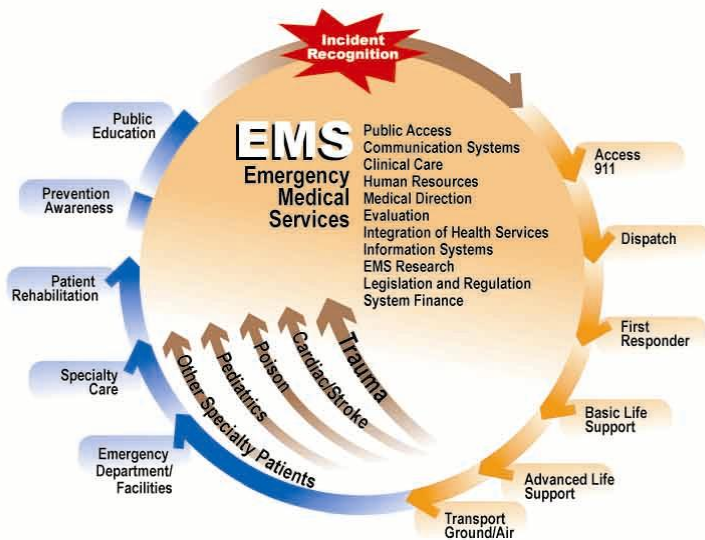 Incident
Recognition
EMS
Emergency
Medical
Services
Public Access
Communication Systems
Clinical Care
Human Resources
Medical Direction
Evaluation
Integration of Health Services
Information Systems
EMS Research
Legislation and Regulation
System Finance
Access
911
Dispatch
First
Responder
Basic Life
Support
Advanced Life
Support
Transport
Ground/Air
Emergency
Department/
Facilities
Specialty
Care
Patient
Rehabilitation
Prevention
Awareness
Public
Education
Other Specialty Patients
Pediatrics
Poison
Cardiac/Stroke
Trauma